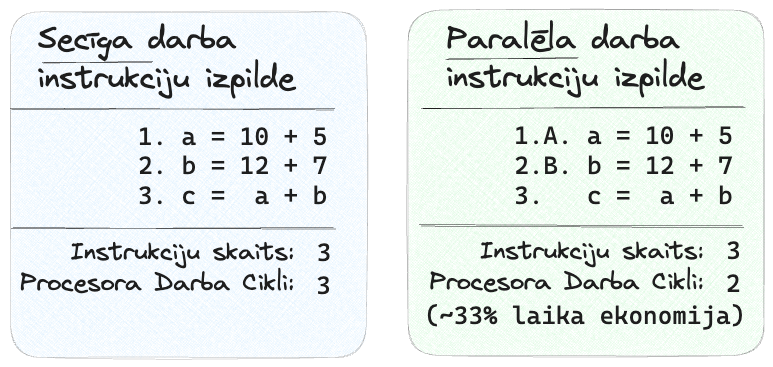 Secīga darba
instrukciju izpilde
1. a = 10 + 5
2. b = 12 + 7
3. c = a + b
Instrukciju skaits: 3
Procesora Darba Cikli: 3
Paralēla darba
instrukciju izpilde
1.A. a = 10 + 5
2.B. b = 12 + 7
3. c = a + b
Instrukciju skaits: 3
Procesora Darba Cikli: 2
(~33% laika ekonomija)